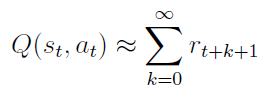 Q(s_t, a_t) ≈ ∑_{k=0}^{∞} r_{t+k+1}